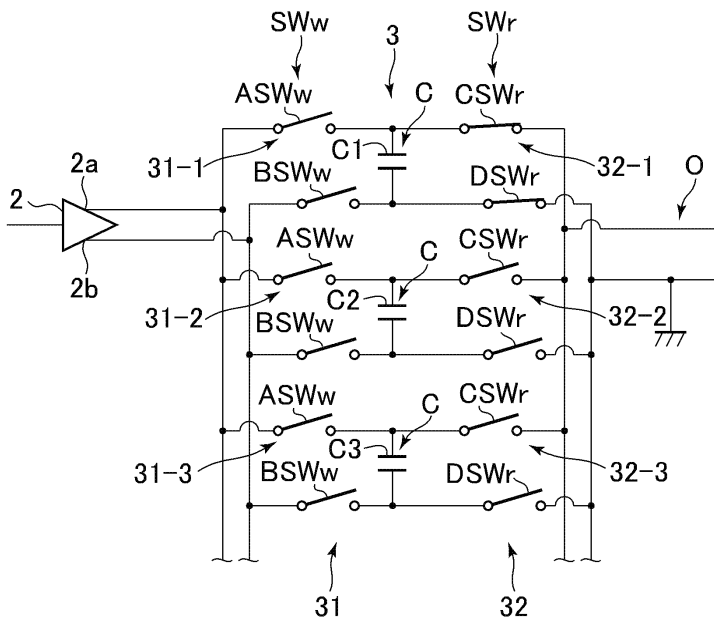 SWw SWr
3
ASWw C CSWr
C1
2a 31-1 32-1
2 BSWw DSWr O
ASWw CSWr
C
2b C2
31-2 32-2
BSWw DSWr
ASWw CSWr
C
C3
31-3 32-3
BSWw DSWr
31 32